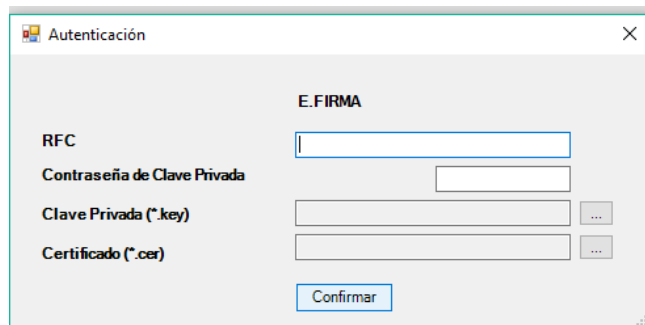 Autenticación
E.FIRMA
RFC
Contraseña de Clave Privada
Clave Privada (*.key)
...
Certificado (*.cer)
...
Confirmar